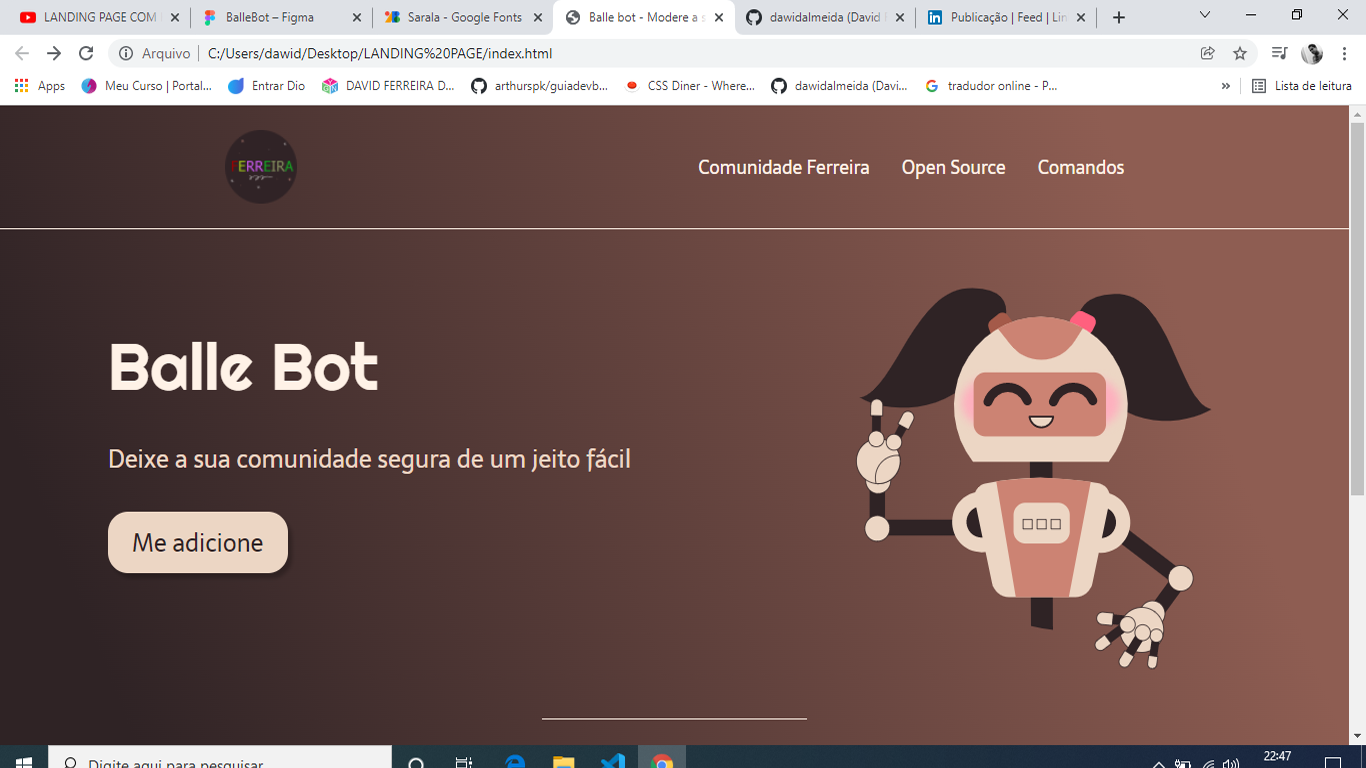 LANDING PAGE COM
BalleBot – Figma
Sarala - Google Fonts
Balle bot - Modere a s
dawidalmeida (David
Publicação | Feed | Lin
Arquivo | C:/Users/dawid/Desktop/LANDING%20PAGE/index.html
Apps
Meu Curso | Portal...
Entrar Dio
DAVID FERREIRA D...
arthurspk/guiadevb...
CSS Diner - Where...
dawidalmeida (Davi...
tradudor online - P...
»
Lista de leitura
FERREIRA
Comunidade Ferreira
Open Source
Comandos
Balle Bot
Deixe a sua comunidade segura de um jeito fácil
Me adicione
Digite aqui para pesquisar
22:47